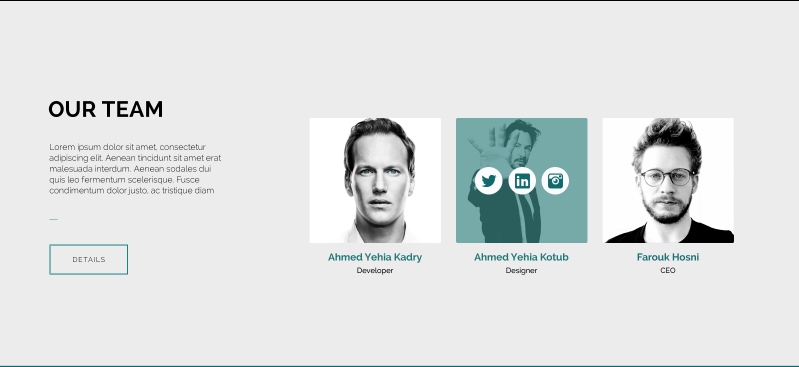 OUR TEAM
Lorem ipsum dolor sit amet, consectetur
adipiscing elit. Aenean tincidunt sit amet erat
malesuada interdum. Aenean sodales dui
quis leo fermentum scelerisque. Fusce
condimentum dolor justo, ac tristique diam
DETAILS
Ahmed Yehia Kadry
Developer
in
Ahmed Yehia Kotub
Designer
Farouk Hosni
CEO